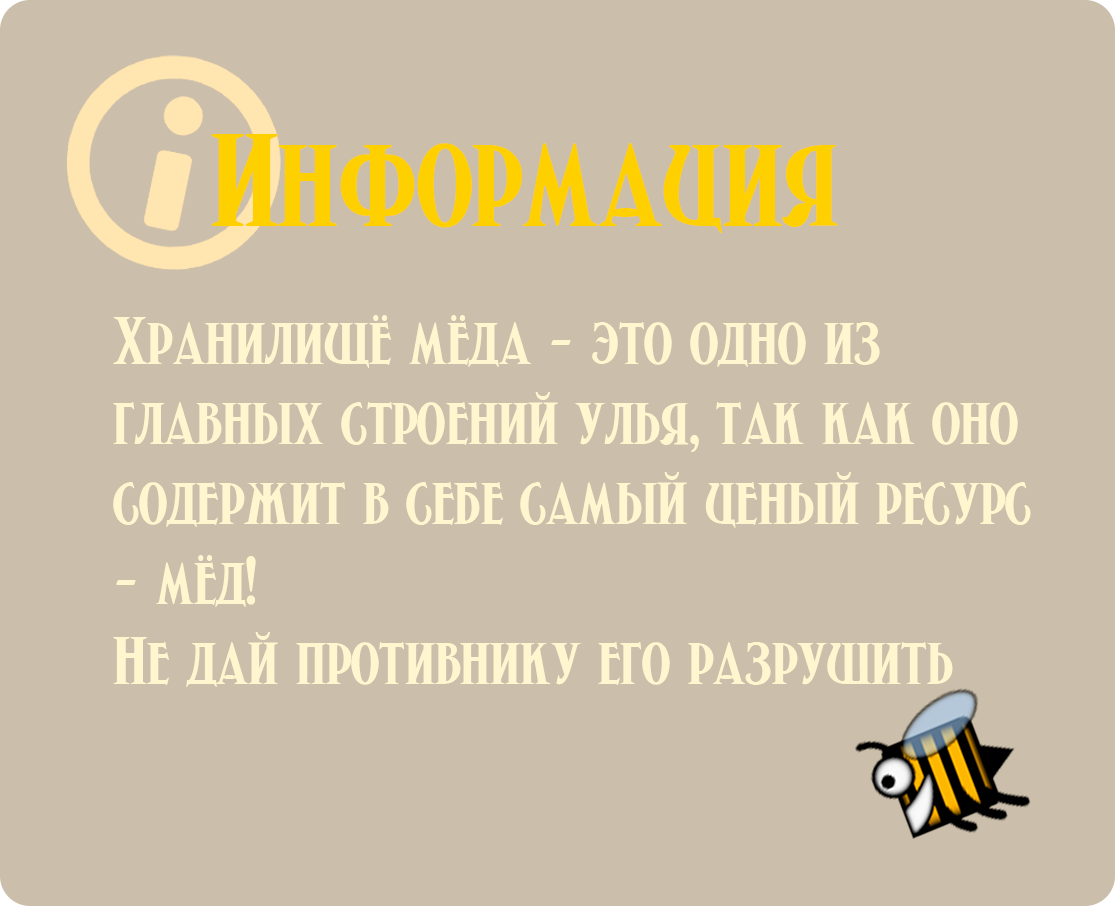 Информация
Хранилищё мёда - это одно из
главных строений улья, так как оно
содержит в себе самый ценый ресурс
- мёд!
Не дай противнику его разрушить